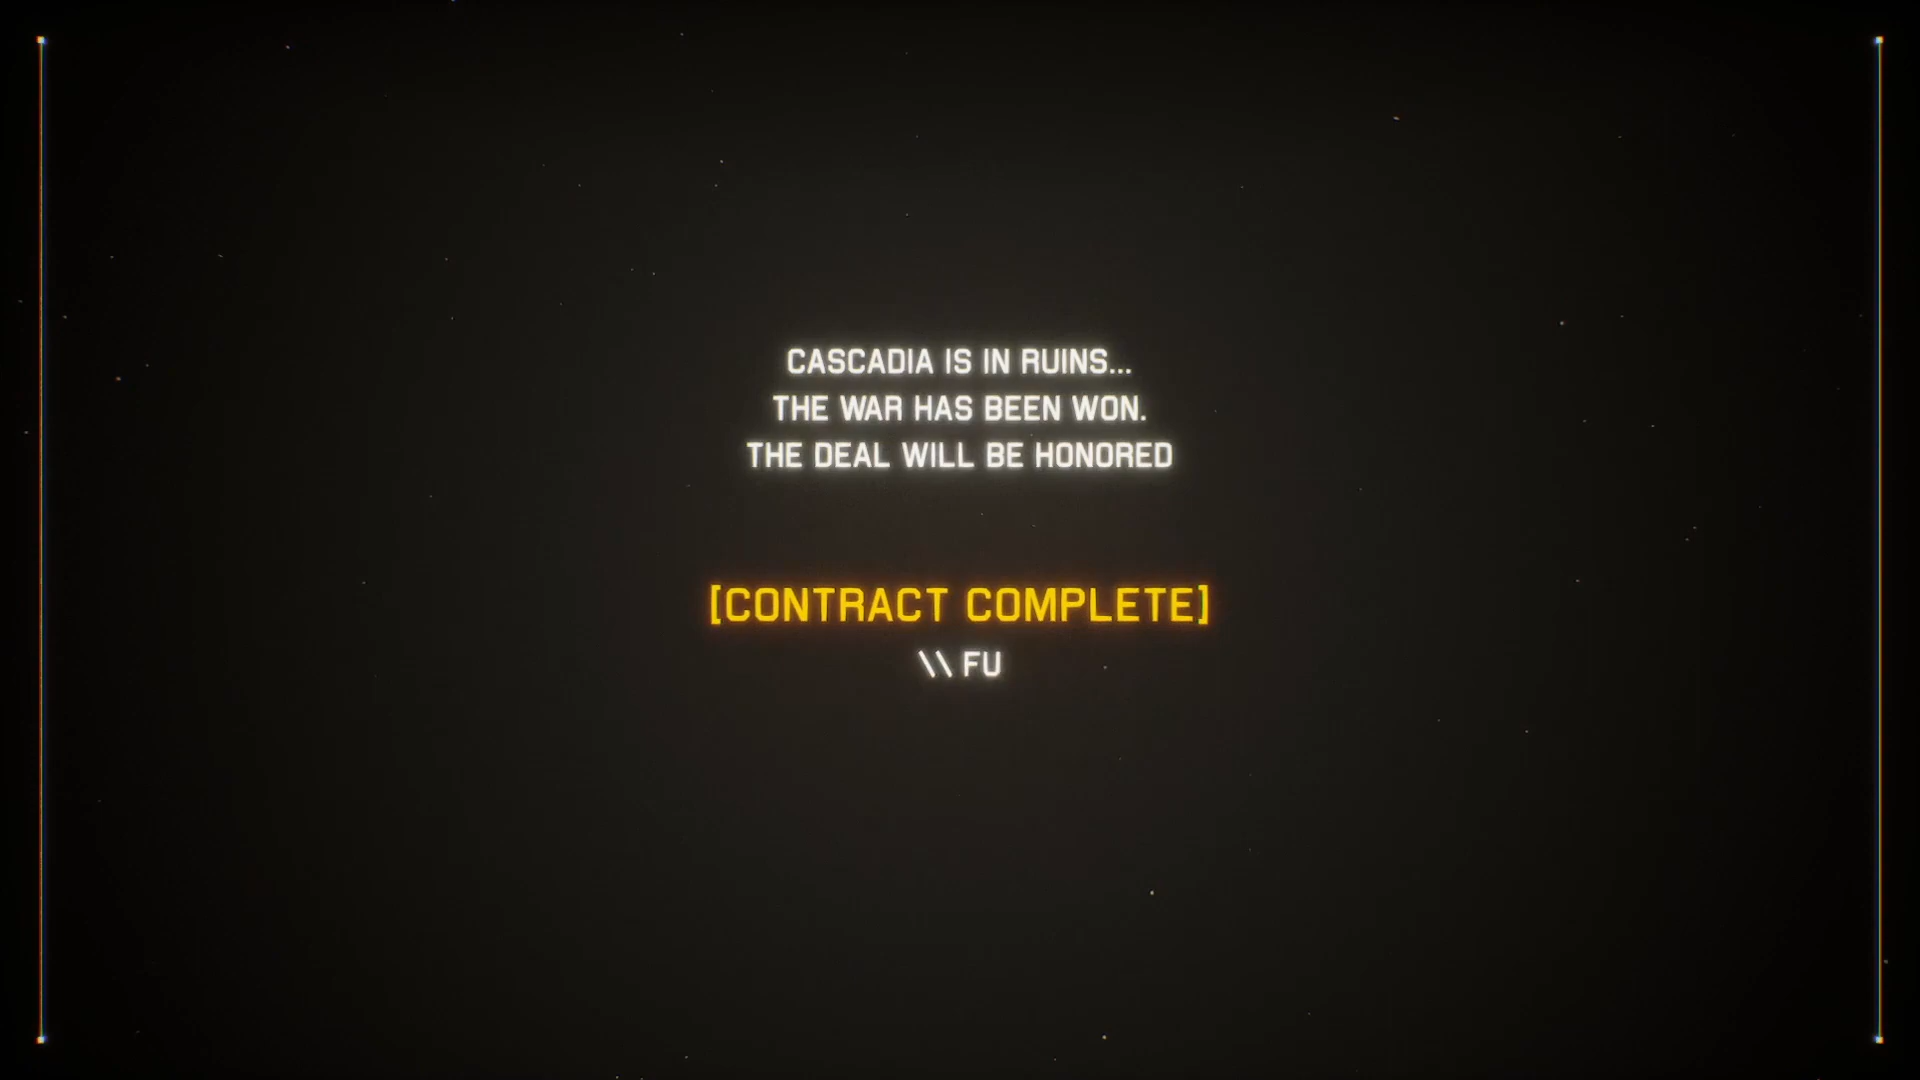 CASCADIA IS IN RUINS...
THE WAR HAS BEEN WON.
THE DEAL WILL BE HONORED
[CONTRACT COMPLETE]
\\ FU